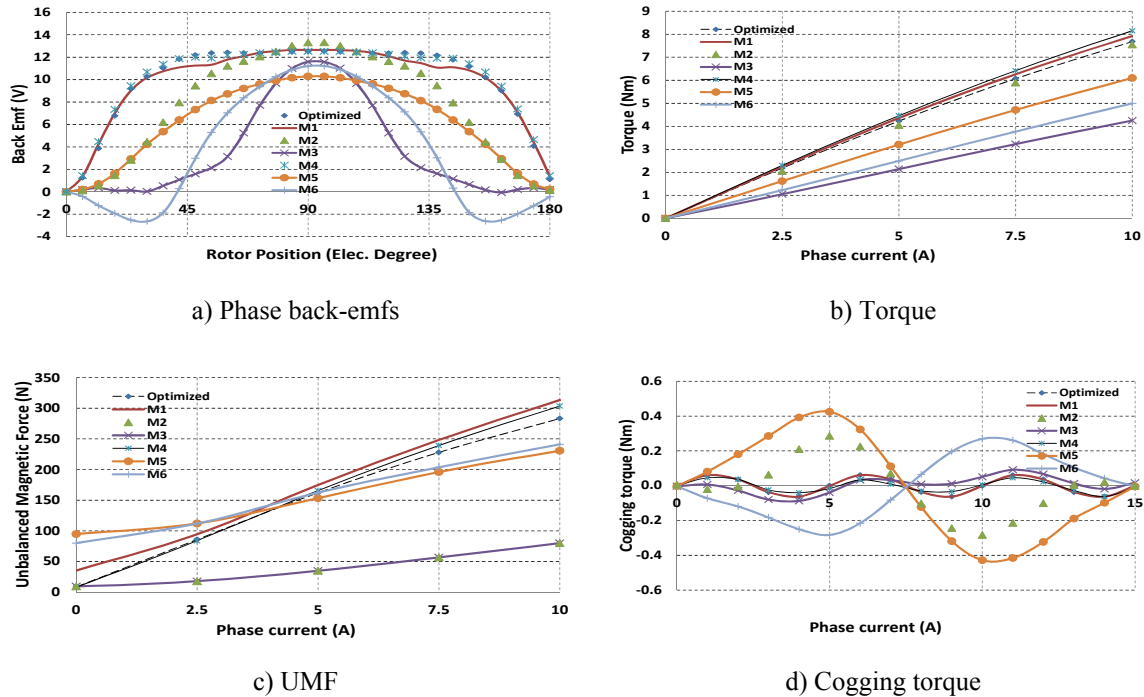 16
14
12
10
8
6
4
2
0
-2
-4
Back Emf (V)
Optimized
M1
M2
M3
M4
M5
M6
0
45
90
135
180
Rotor Position (Elec. Degree)
a) Phase back-emfs
9
8
7
6
5
4
3
2
1
0
Torque (Nm)
Optimized
M1
M2
M3
M4
M5
M6
0
2.5
5
7.5
10
Phase current (A)
b) Torque
350
300
250
200
150
100
50
0
Unbalanced Magnetic Force (N)
Optimized
M1
M2
M3
M4
M5
M6
0
2.5
5
7.5
10
Phase current (A)
c) UMF
0.6
0.4
0.2
0.0
-0.2
-0.4
-0.6
Cogging torque (Nm)
Optimized
M1
M2
M3
M4
M5
M6
0
5
10
15
Phase current (A)
d) Cogging torque